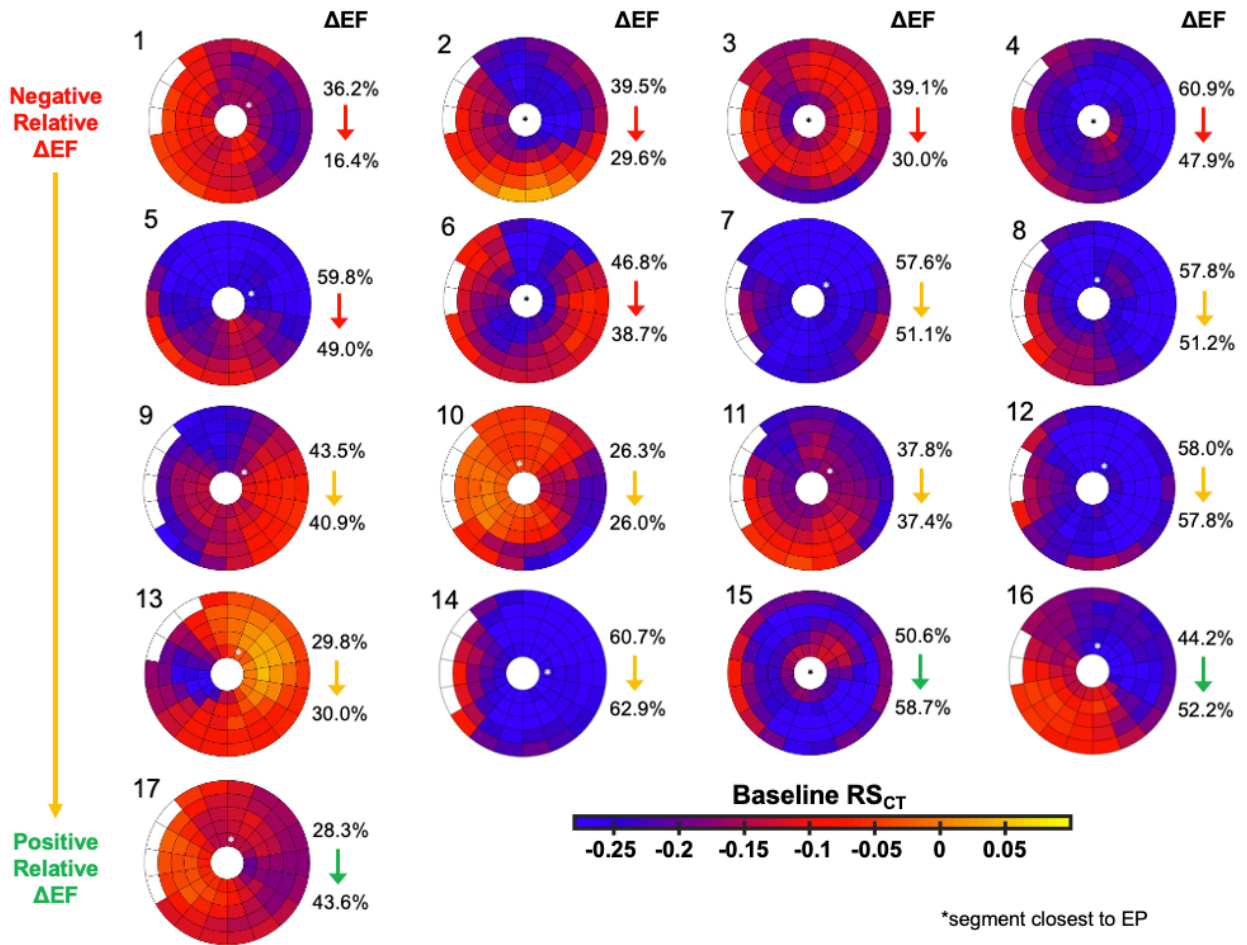 ΔEF ΔEF ΔEF ΔEF
1 2 3 4
36.2% 39.5% 39.1% 60.9%
Negative
Relative
ΔEF
16.4% 29.6% 30.0% 47.9%
5 6 7 8
59.8% 46.8% 57.6% 57.8%
49.0% 38.7% 51.1% 51.2%
9 10 11 12
43.5% 26.3% 37.8% 58.0%
40.9% 26.0% 37.4% 57.8%
13 14 15 16
29.8% 60.7% 50.6% 44.2%
30.0% 62.9% 58.7% 52.2%
17
28.3%
Positive
Relative
ΔEF
43.6%
Baseline RSCT
-0.25 -0.2 -0.15 -0.1 -0.05 0 0.05
*segment closest to EP